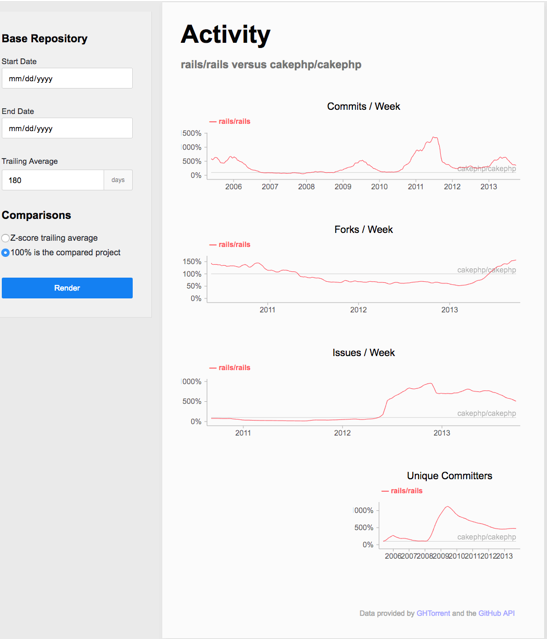 Base Repository
Start Date
mm/dd/yyyy
End Date
mm/dd/yyyy
Trailing Average
180 days
Comparisons
Z-score trailing average
100% is the compared project
Render
Activity
rails/rails versus cakephp/cakephp
Commits / Week
rails/rails
500%
000%
500%
0%
cakephp/cakephp
2006 2007 2008 2009 2010 2011 2012 2013
Forks / Week
rails/rails
150%
100%
50%
0%
cakephp/cakephp
2011 2012 2013
Issues / Week
rails/rails
000%
500%
0%
cakephp/cakephp
2011 2012 2013
Unique Committers
rails/rails
000%
500%
0%
cakephp/cakephp
2006 2007 2008 2009 2010 2011 2012 2013
Data provided by GHTorrent and the GitHub API